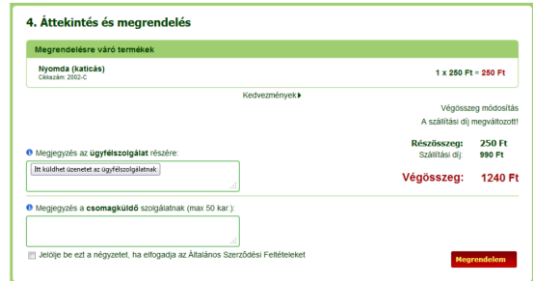 4. Áttekintés és megrendelés
Megrendelésre váró termékek
Nyomda (katicás)
Cikkszám: 2002-C
1 x 250 Ft = 250 Ft
Kedvezmények
Végösszeg módosítás
A szállítási díj megváltozott!
Részösszeg: 250 Ft
Szállítási díj: 990 Ft
Végösszeg: 1240 Ft
Megjegyzés az ügyfélszolgálat részére:
Itt küldhet üzenetet az ügyfélszolgálatnak
Megjegyzés a csomagküldő szolgálatnak (max 50 kar.):
Jelölje be ezt a négyzetet, ha elfogadja az Általános Szerződési Feltételeket
Megrendelem